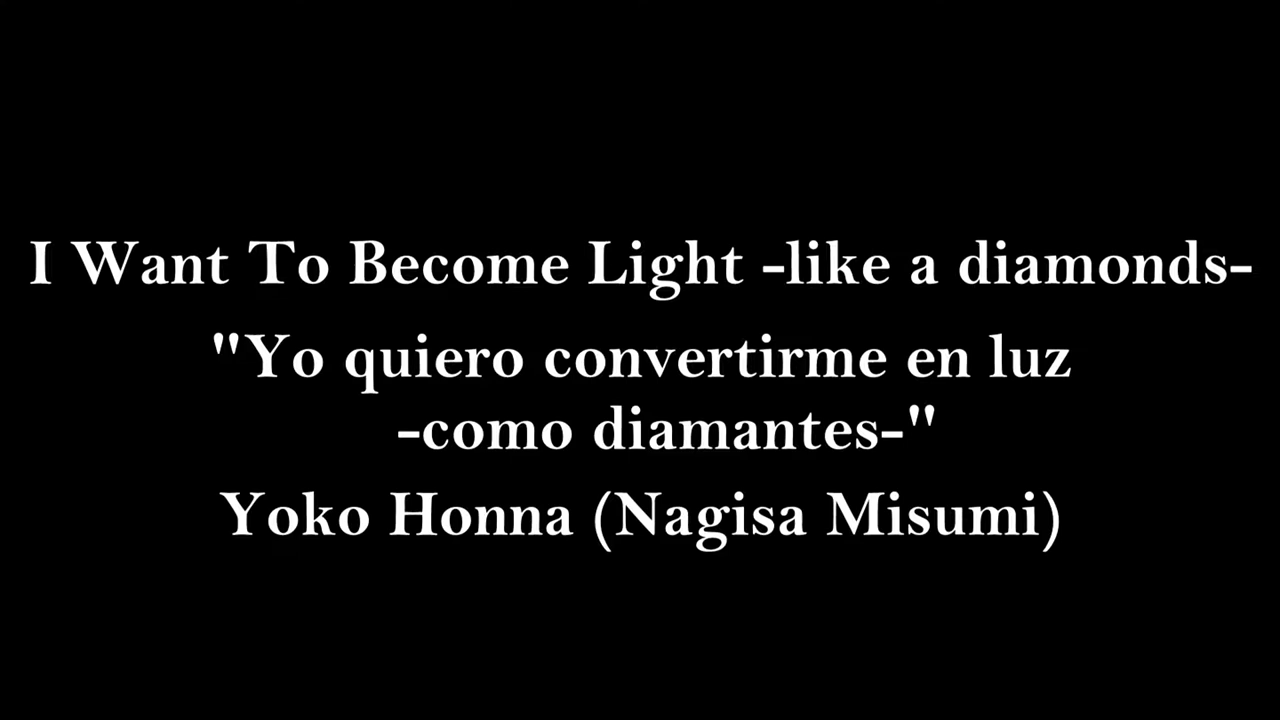 I Want To Become Light -like a diamonds-
"Yo quiero convertirme en luz
-como diamantes-"
Yoko Honna (Nagisa Misumi)